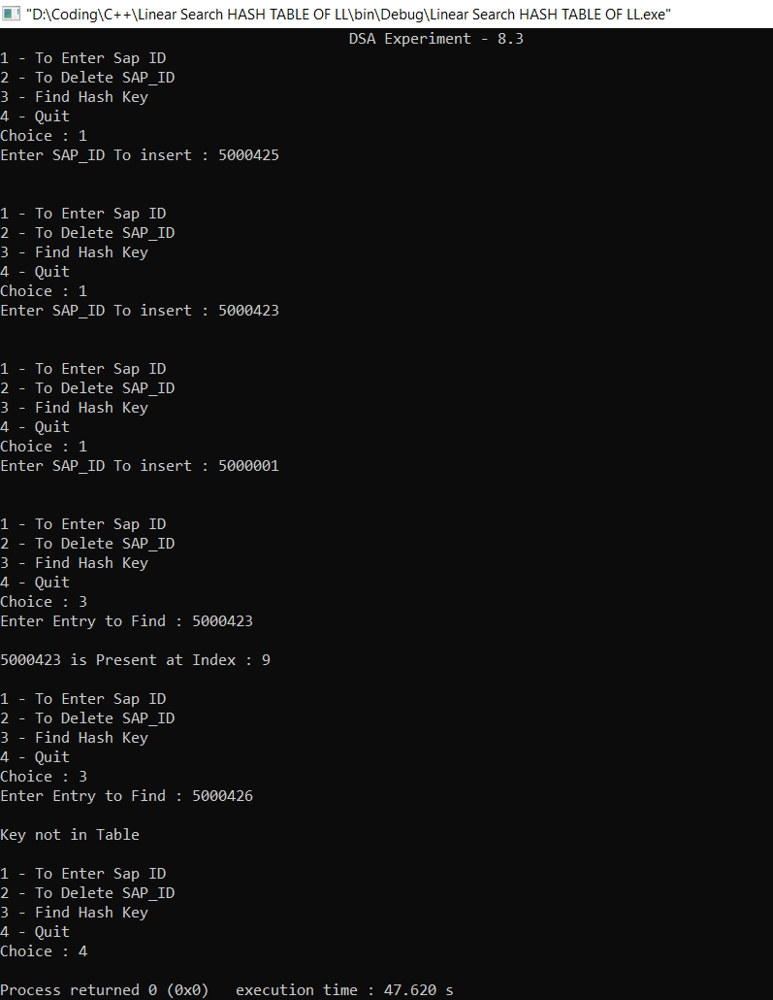 "D:\Coding\C++\Linear Search HASH TABLE OF LL\bin\Debug\Linear Search HASH TABLE OF LL.exe"
DSA Experiment - 8.3
1 - To Enter Sap ID
2 - To Delete SAP_ID
3 - Find Hash Key
4 - Quit
Choice : 1
Enter SAP_ID To insert : 5000425
1 - To Enter Sap ID
2 - To Delete SAP_ID
3 - Find Hash Key
4 - Quit
Choice : 1
Enter SAP_ID To insert : 5000423
1 - To Enter Sap ID
2 - To Delete SAP_ID
3 - Find Hash Key
4 - Quit
Choice : 1
Enter SAP_ID To insert : 5000001
1 - To Enter Sap ID
2 - To Delete SAP_ID
3 - Find Hash Key
4 - Quit
Choice : 3
Enter Entry to Find : 5000423
5000423 is Present at Index : 9
1 - To Enter Sap ID
2 - To Delete SAP_ID
3 - Find Hash Key
4 - Quit
Choice : 3
Enter Entry to Find : 5000426
Key not in Table
1 - To Enter Sap ID
2 - To Delete SAP_ID
3 - Find Hash Key
4 - Quit
Choice : 4
Process returned 0 (0x0)   execution time : 47.620 s